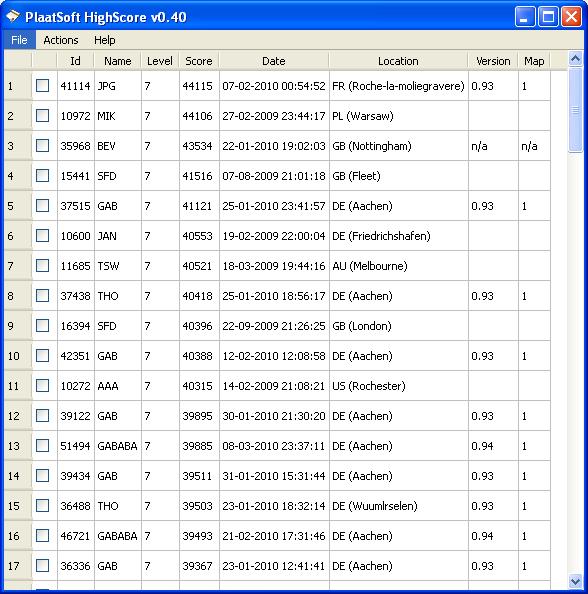 PlaatSoft HighScore v0.40
File Actions Help
Id Name Level Score Date Location Version Map
1 41114 JPG 7 44115 07-02-2010 00:54:52 FR (Roche-la-moliegravere) 0.93 1
2 10972 MIK 7 44106 27-02-2009 23:44:17 PL (Warsaw)
3 35968 BEV 7 43534 22-01-2010 19:02:03 GB (Nottingham) n/a n/a
4 15441 SFD 7 41516 07-08-2009 21:01:18 GB (Fleet)
5 37515 GAB 7 41121 25-01-2010 23:41:57 DE (Aachen) 0.93 1
6 10600 JAN 7 40553 19-02-2009 22:00:04 DE (Friedrichshafen)
7 11685 TSW 7 40521 18-03-2009 19:44:16 AU (Melbourne)
8 37438 THO 7 40418 25-01-2010 18:56:17 DE (Aachen) 0.93 1
9 16394 SFD 7 40396 22-09-2009 21:26:25 GB (London)
10 42351 GAB 7 40388 12-02-2010 12:08:58 DE (Aachen) 0.93 1
11 10272 AAA 7 40315 14-02-2009 21:08:21 US (Rochester)
12 39122 GAB 7 39895 30-01-2010 21:30:20 DE (Aachen) 0.93 1
13 51494 GABABA 7 39885 08-03-2010 23:37:11 DE (Aachen) 0.94 1
14 39434 GAB 7 39511 31-01-2010 15:31:44 DE (Aachen) 0.93 1
15 36488 THO 7 39503 23-01-2010 18:32:14 DE (Wuumlrselen) 0.93 1
16 46721 GABABA 7 39493 21-02-2010 17:31:46 DE (Aachen) 0.94 1
17 36336 GAB 7 39367 23-01-2010 12:41:41 DE (Aachen) 0.93 1